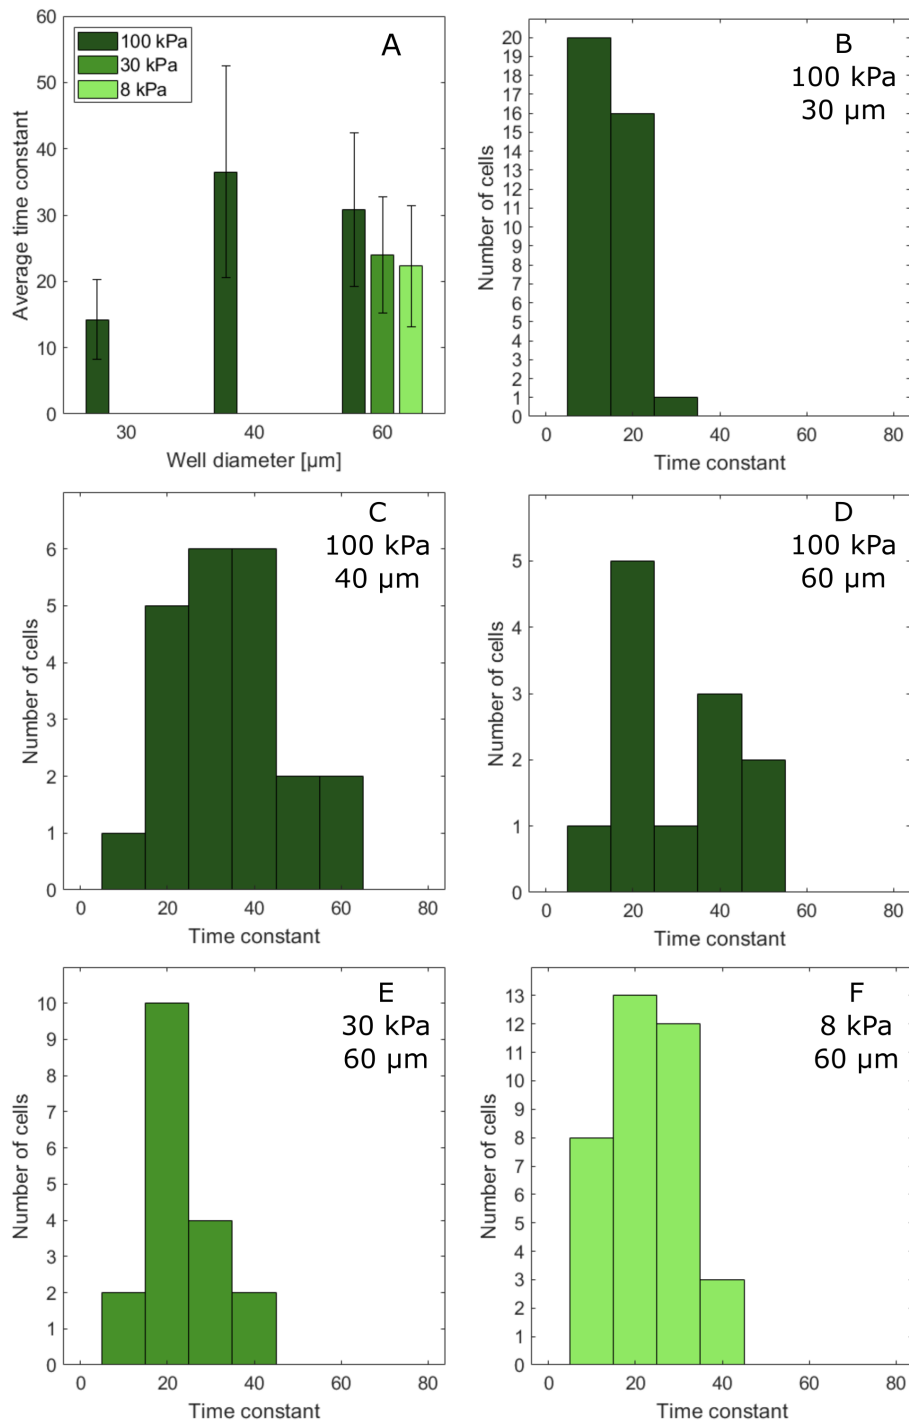 A
100 kPa
30 kPa
8 kPa
60
50
40
30
20
10
0
Average time constant
30 40 60
Well diameter [µm]
B
100 kPa
30 µm
20
19
18
17
16
15
14
13
12
11
10
9
8
7
6
5
4
3
2
1
0
Number of cells
0 20 40 60 80
Time constant
C
100 kPa
40 µm
6
5
4
3
2
1
0
Number of cells
0 20 40 60 80
Time constant
D
100 kPa
60 µm
5
4
3
2
1
0
Number of cells
0 20 40 60 80
Time constant
E
30 kPa
60 µm
10
9
8
7
6
5
4
3
2
1
0
Number of cells
0 20 40 60 80
Time constant
F
8 kPa
60 µm
13
12
11
10
9
8
7
6
5
4
3
2
1
0
Number of cells
0 20 40 60 80
Time constant